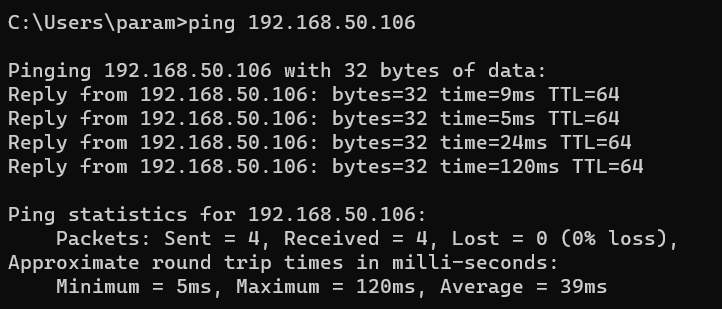 C:\Users\param>ping 192.168.50.106
Pinging 192.168.50.106 with 32 bytes of data:
Reply from 192.168.50.106: bytes=32 time=9ms TTL=64
Reply from 192.168.50.106: bytes=32 time=5ms TTL=64
Reply from 192.168.50.106: bytes=32 time=24ms TTL=64
Reply from 192.168.50.106: bytes=32 time=120ms TTL=64
Ping statistics for 192.168.50.106:
Packets: Sent = 4, Received = 4, Lost = 0 (0% loss),
Approximate round trip times in milli-seconds:
Minimum = 5ms, Maximum = 120ms, Average = 39ms